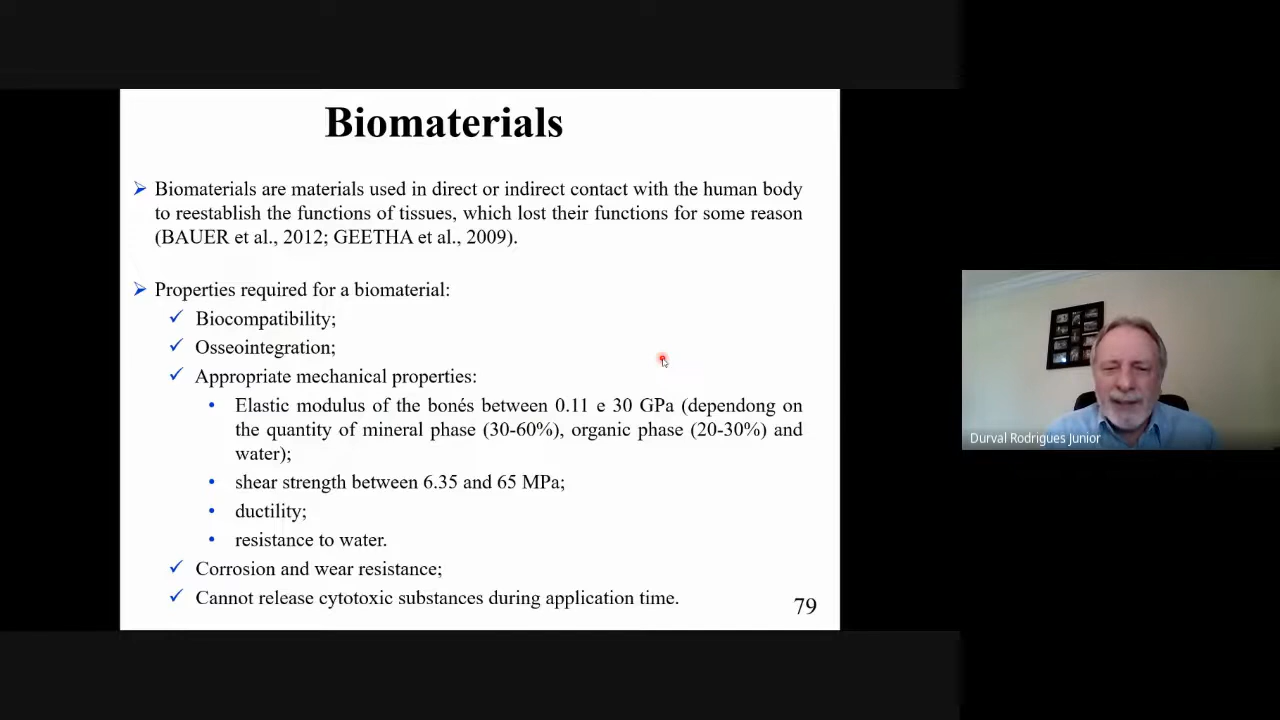 Biomaterials
Biomaterials are materials used in direct or indirect contact with the human body
to reestablish the functions of tissues, which lost their functions for some reason
(BAUER et al., 2012; GEETHA et al., 2009).
Properties required for a biomaterial:
Biocompatibility;
Osseointegration;
Appropriate mechanical properties:
Elastic modulus of the bonés between 0.11 e 30 GPa (dependong on
the quantity of mineral phase (30-60%), organic phase (20-30%) and
water);
shear strength between 6.35 and 65 MPa;
ductility;
resistance to water.
Corrosion and wear resistance;
Cannot release cytotoxic substances during application time.
79
Durval Rodrigues Junior